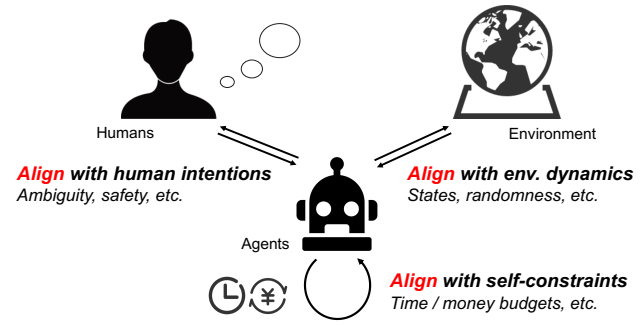 Humans
Environment
Align with human intentions
Ambiguity, safety, etc.
Align with env. dynamics
States, randomness, etc.
Agents
¥
Align with self-constraints
Time / money budgets, etc.